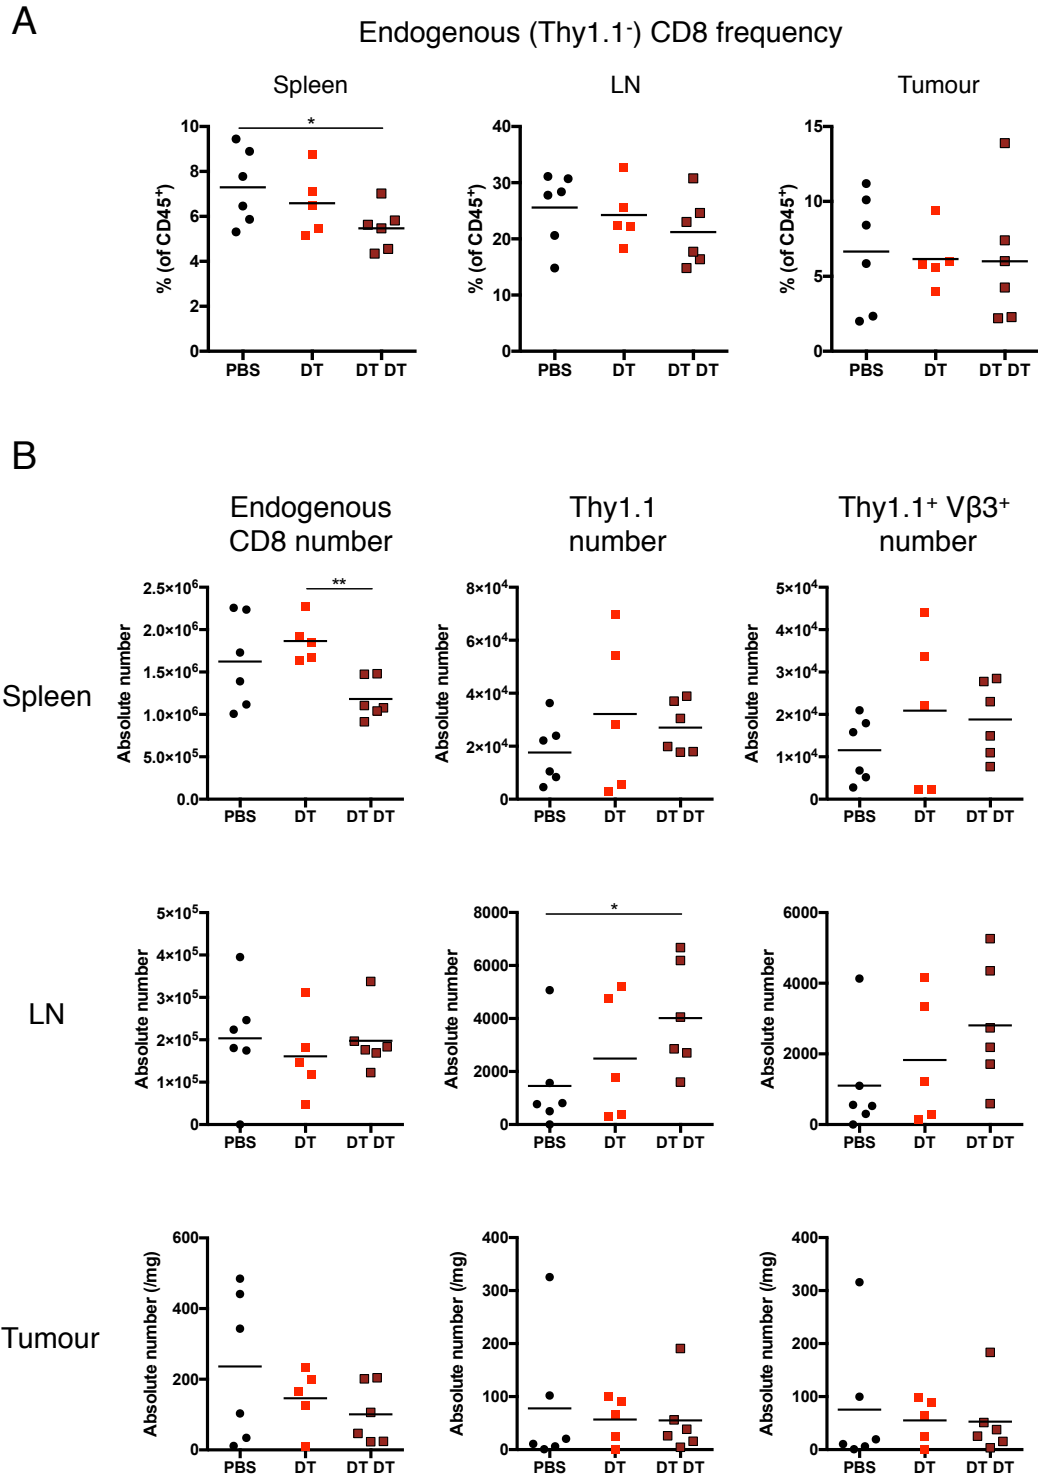 A
Endogenous (Thy1.1⁻) CD8 frequency
Spleen LN Tumour
% (of CD45⁺)
10
8
6
4
2
0
*
PBS DT DT DT
% (of CD45⁺)
40
30
20
10
0
PBS DT DT DT
% (of CD45⁺)
15
10
5
0
PBS DT DT DT
B
Endogenous
CD8 number
Thy1.1
number
Thy1.1⁺ Vβ3⁺
number
Spleen
Absolute number
2.5×10⁶
2.0×10⁶
1.5×10⁶
1.0×10⁶
5.0×10⁵
0.0
**
PBS DT DT DT
Absolute number
8×10⁴
6×10⁴
4×10⁴
2×10⁴
0
PBS DT DT DT
Absolute number
5×10⁴
4×10⁴
3×10⁴
2×10⁴
1×10⁴
0
PBS DT DT DT
LN
Absolute number
5×10⁵
4×10⁵
3×10⁵
2×10⁵
1×10⁵
0
PBS DT DT DT
Absolute number
8000
6000
4000
2000
0
*
PBS DT DT DT
Absolute number
6000
4000
2000
0
PBS DT DT DT
Tumour
Absolute number (/mg)
600
400
200
0
PBS DT DT DT
Absolute number (/mg)
400
300
200
100
0
PBS DT DT DT
Absolute number (/mg)
400
300
200
100
0
PBS DT DT DT